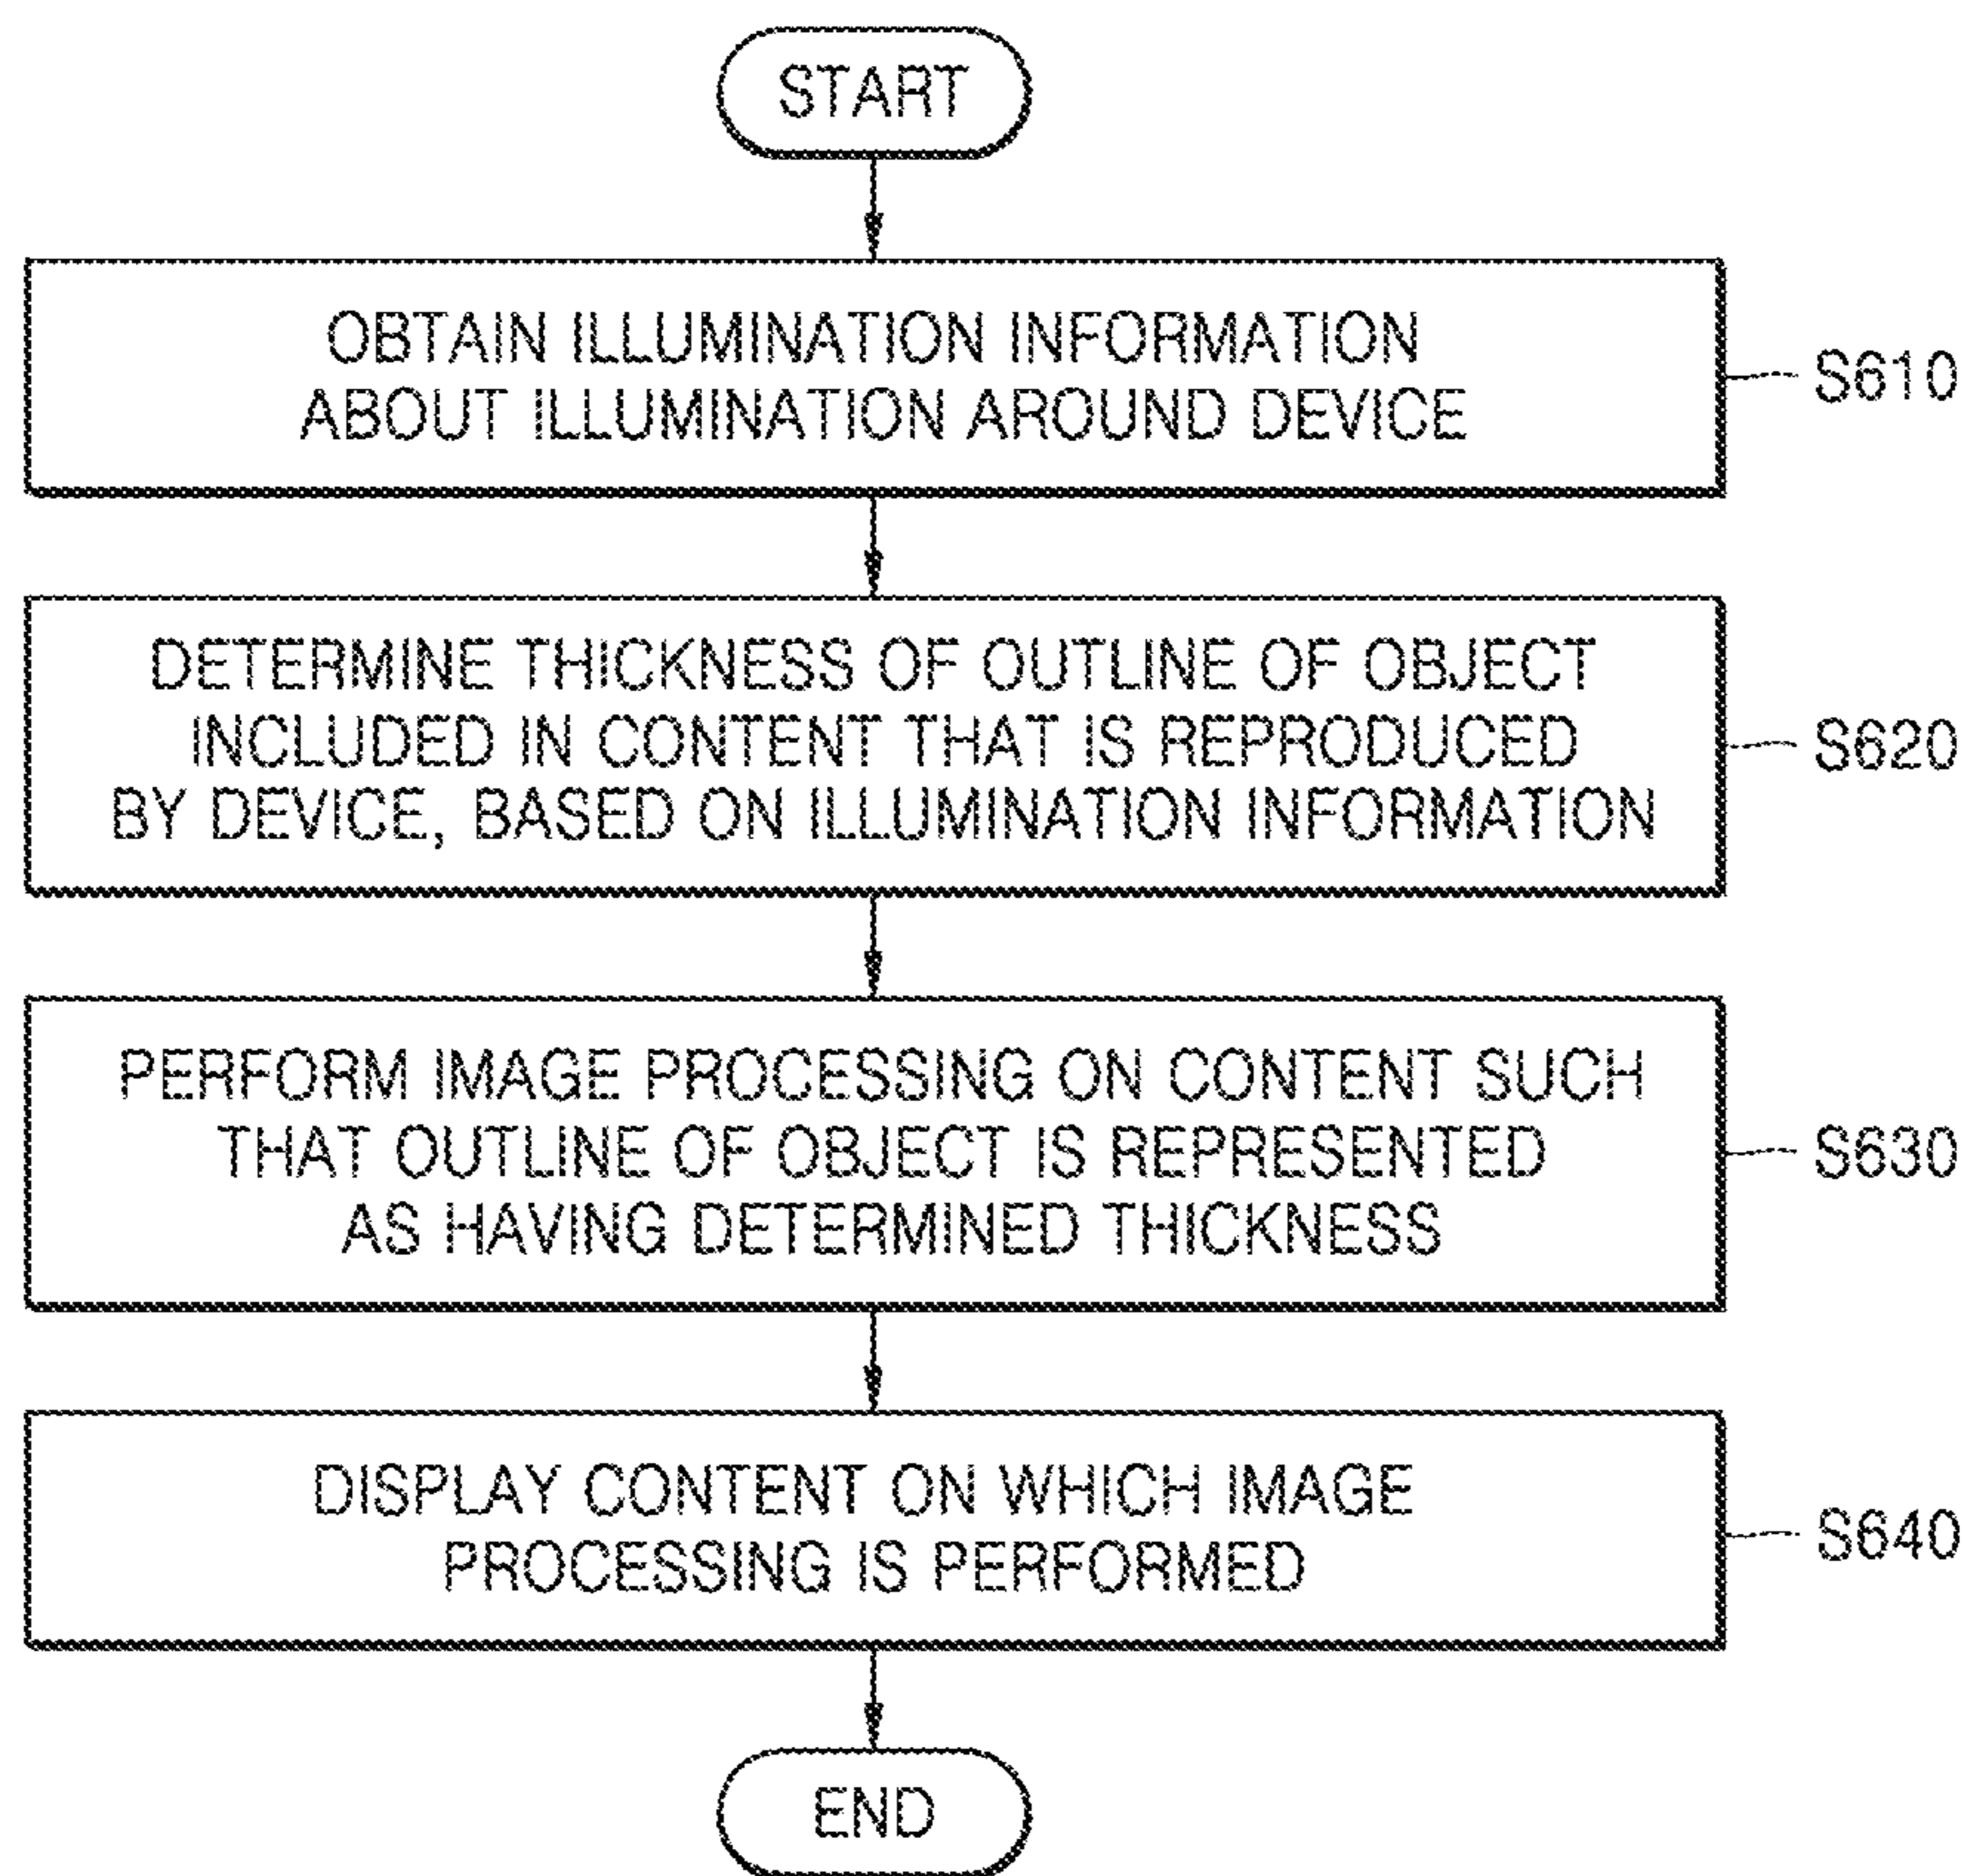 START
OBTAIN ILLUMINATION INFORMATION
ABOUT ILLUMINATION AROUND DEVICE
S610
DETERMINE THICKNESS OF OUTLINE OF OBJECT
INCLUDED IN CONTENT THAT IS REPRODUCED
BY DEVICE, BASED ON ILLUMINATION INFORMATION
S620
PERFORM IMAGE PROCESSING ON CONTENT SUCH
THAT OUTLINE OF OBJECT IS REPRESENTED
AS HAVING DETERMINED THICKNESS
S630
DISPLAY CONTENT ON WHICH IMAGE
PROCESSING IS PERFORMED
S640
END